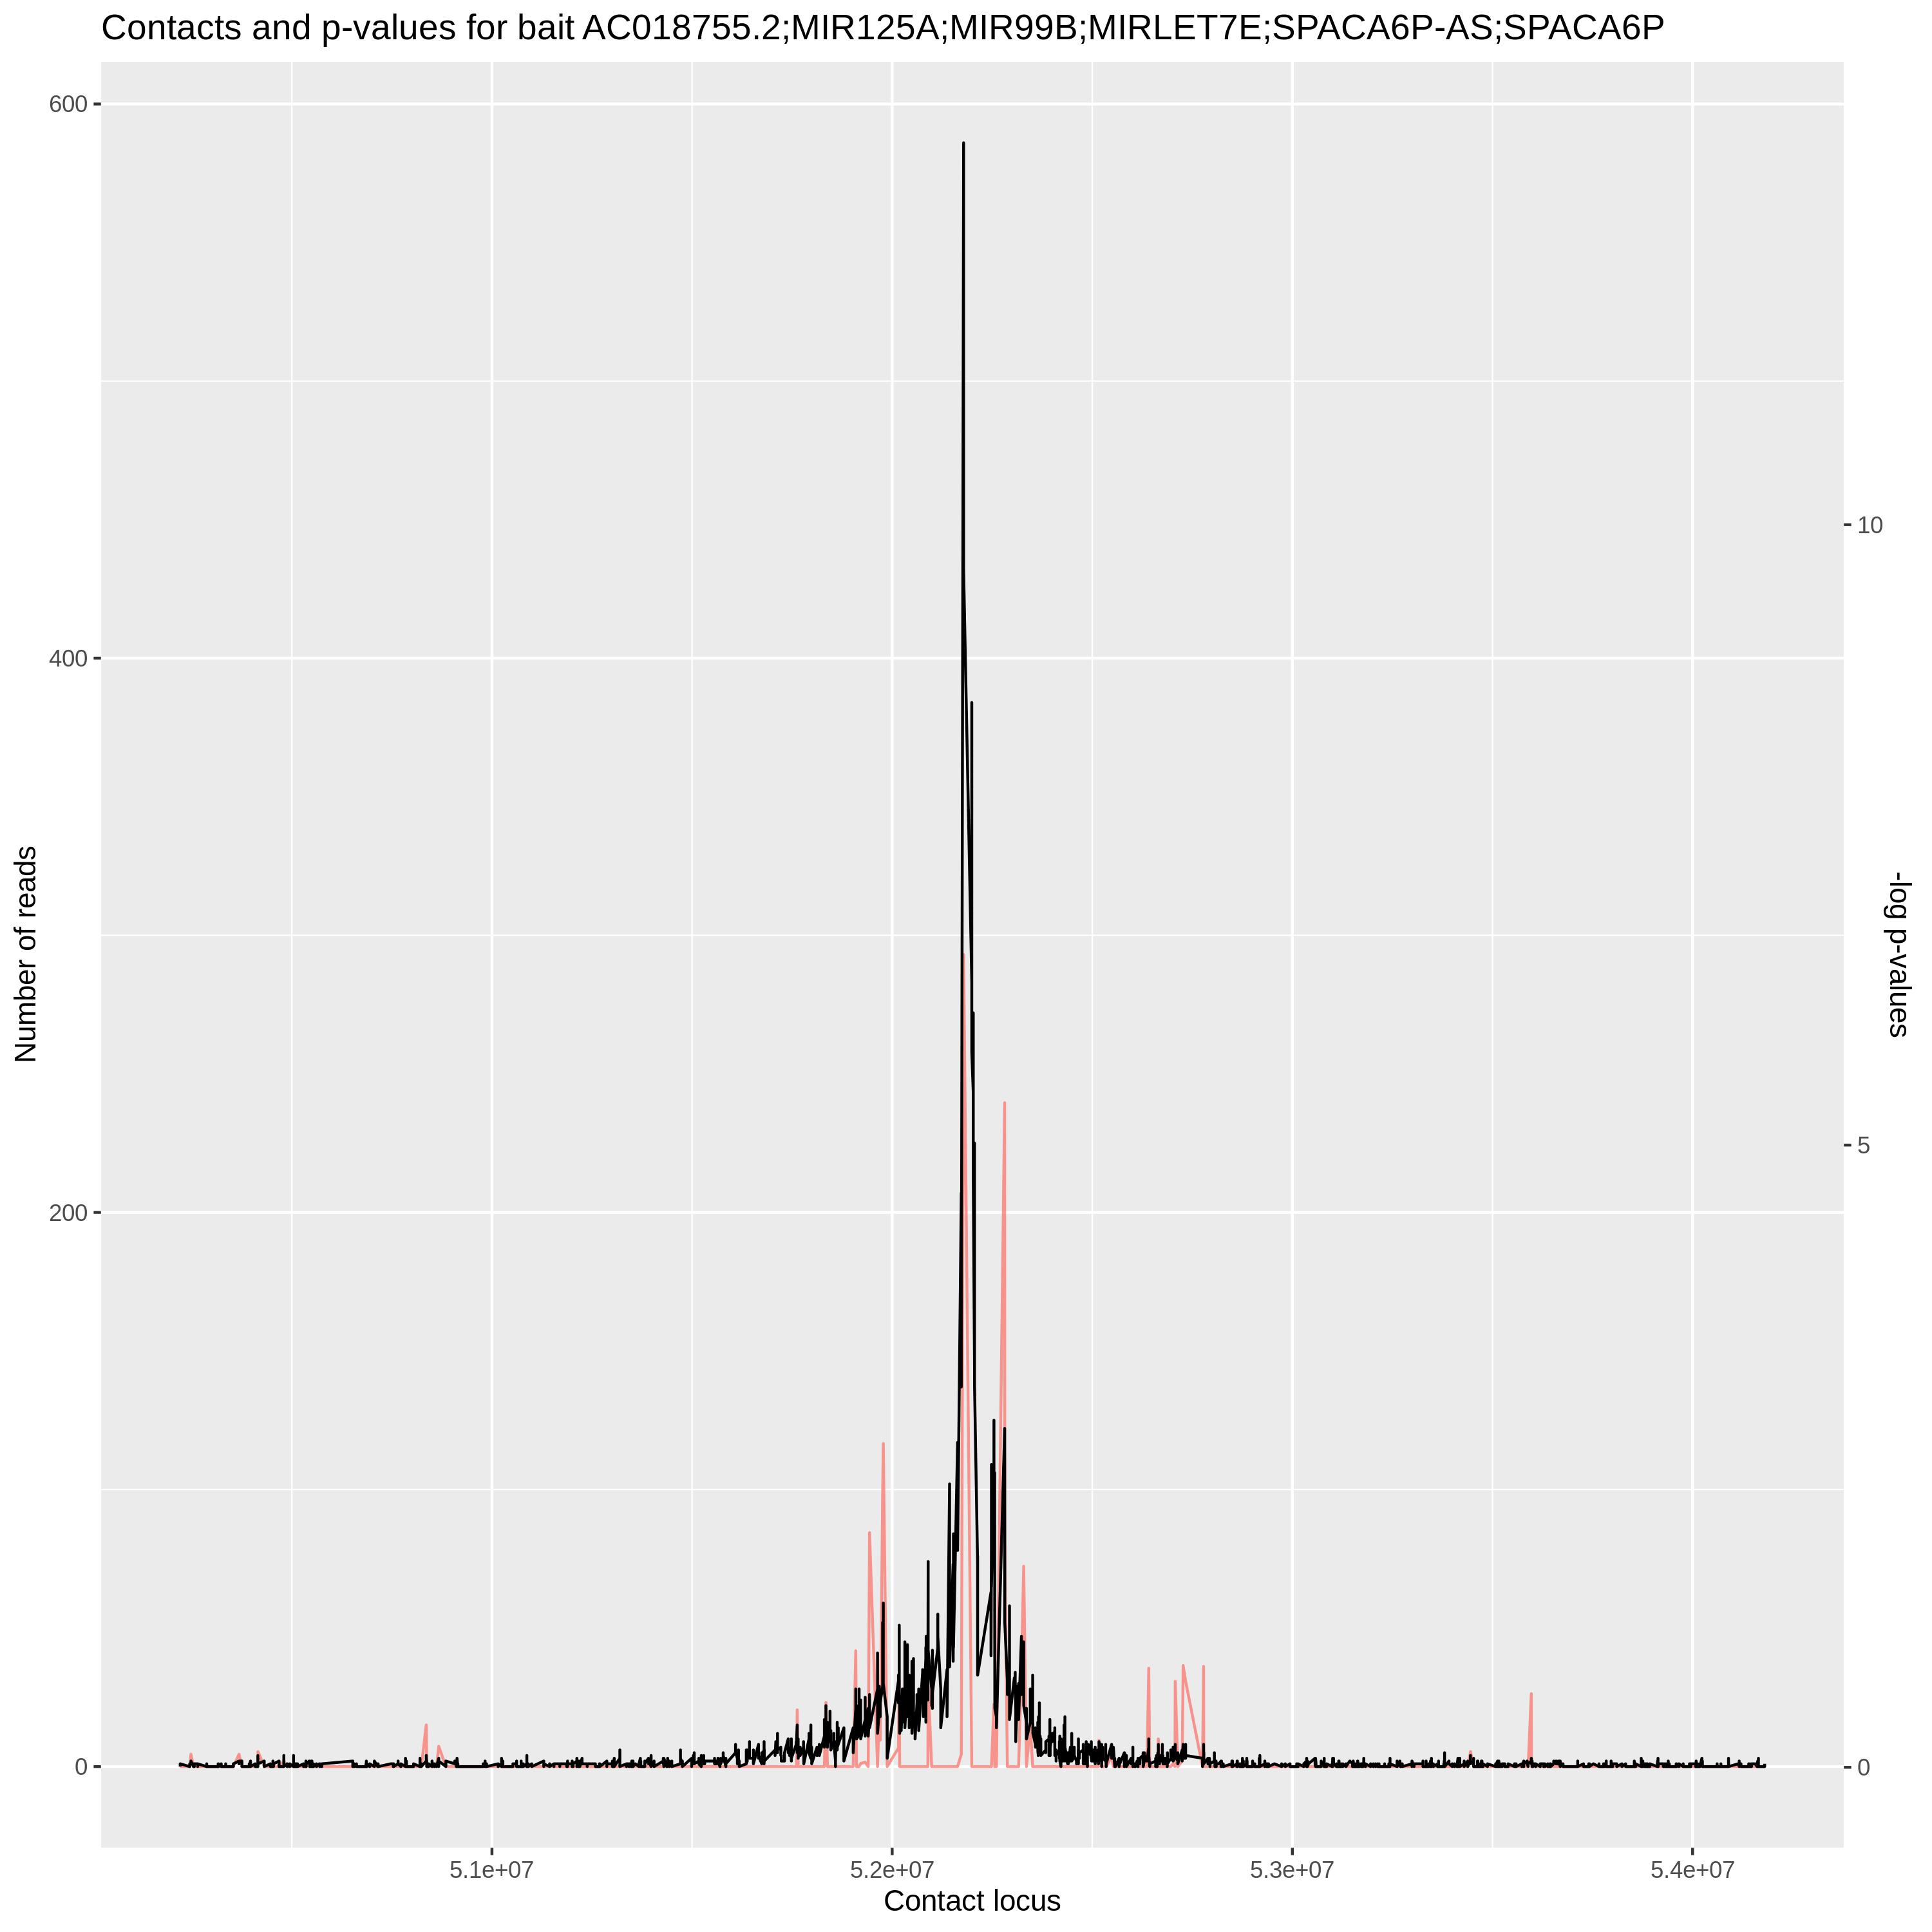 Contacts and p-values for bait AC018755.2;MIR125A;MIR99B;MIRLET7E;SPACA6P-AS;SPACA6P
600
400
200
0
Number of reads
10
5
0
-log p-values
5.1e+07
5.2e+07
5.3e+07
5.4e+07
Contact locus